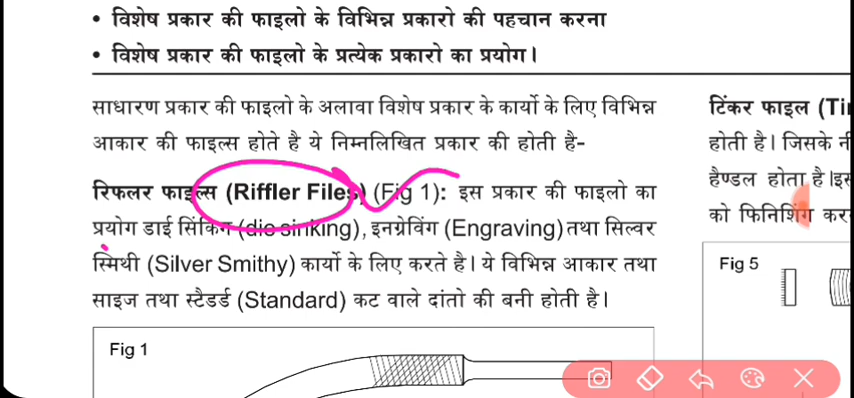 • विशेष प्रकार की फाइलो के विभिन्न प्रकारो की पहचान करना
• विशेष प्रकार की फाइलो के प्रत्येक प्रकारो का प्रयोग।
साधारण प्रकार की फाइलो के अलावा विशेष प्रकार के कार्यो के लिए विभिन्न
आकार की फाइल्स होते है ये निम्नलिखित प्रकार की होती है-
रिफलर फाइल्स (Riffler Files) (Fig 1): इस प्रकार की फाइलो का
प्रयोग डाई सिंकिग (die sinking), इनग्रेविंग (Engraving) तथा सिल्वर
स्मिथी (Silver Smithy) कार्यो के लिए करते है। ये विभिन्न आकार तथा
साइज तथा स्टैडर्ड (Standard) कट वाले दांतो की बनी होती है।
Fig 1
टिंकर फाइल
होती है। जिसके
हैण्डल होता है।
को फिनिशिंग
Fig 5